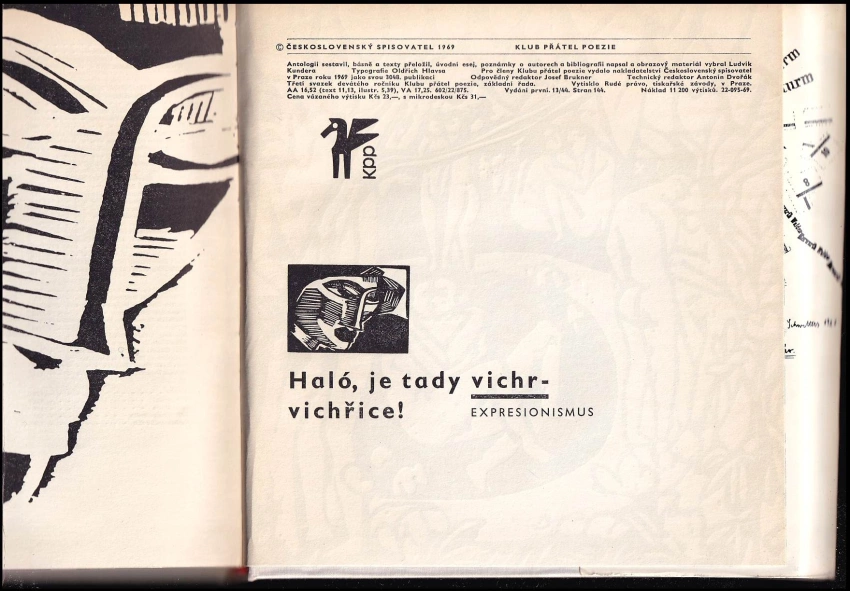 © ČESKOSLOVENSKÝ SPISOVATEL 1969 KLUB PŘÁTEL POEZIE
Antologii sestavil, básně a texty přeložil, úvodní esej, poznámky o autorech a bibliografii napsal a obrazový materiál vybral Ludvík
Kundera Typografie Oldřich Hlavsa Pro členy Klubu přátel poezie vydalo nakladatelství Československý spisovatel
v Praze roku 1969 jako svou 3048. publikaci Odpovědný redaktor Josef Brukner Technický redaktor Antonín Dvořák
Třetí svazek devátého ročníku Klubu přátel poezie, základní řada. Vytisklo Rudé právo, tiskařské závody, v Praze.
AA 16,52 (text 11,13, ilustr. 5,39), VA 17,25. 602/22/875. Vydání první. 13/44. Stran 144. Náklad 11 200 výtisků. 22-095-69.
Cena vázaného výtisku Kčs 23,—, s mikrodeskou Kčs 31,—
kpp
Haló, je tady vichr-
vichřice! EXPRESIONISMUS